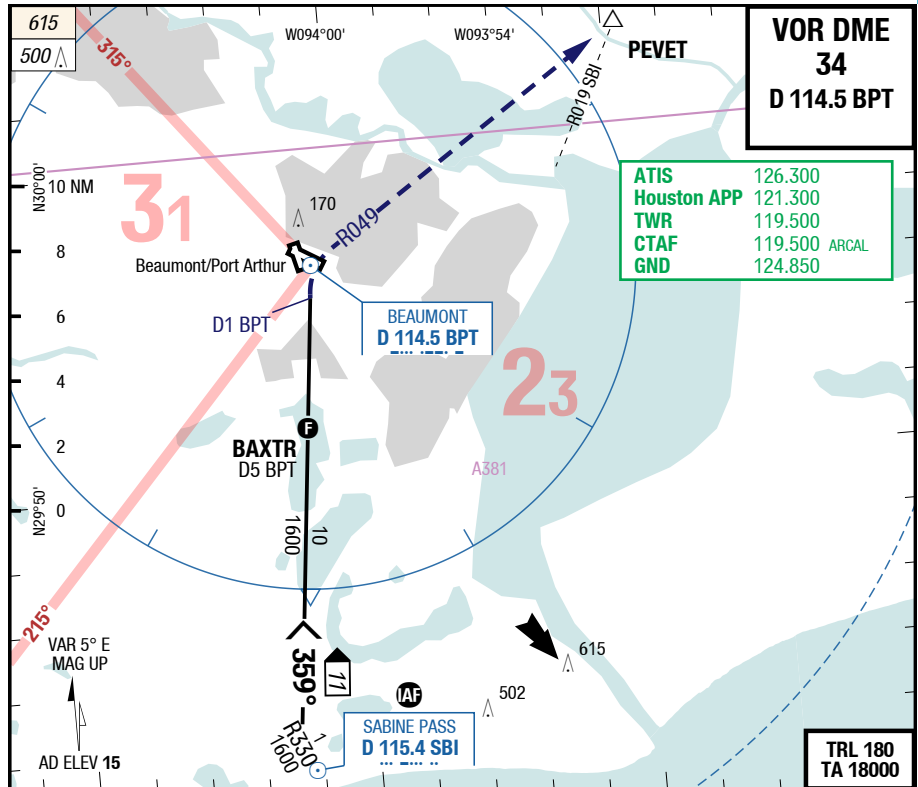 615
500
VOR DME
34
D 114.5 BPT
W094°00'
W093°54'
PEVET
R019 SBI
315°
N30°00'
10 NM
31
170
R049
ATIS 126.300
Houston APP 121.300
TWR 119.500
CTAF 119.500 ARCAL
GND 124.850
8
Beaumont/Port Arthur
6
D1 BPT
BEAUMONT
D 114.5 BPT
4
23
2
F
BAXTR
D5 BPT
A381
N29°50'
0
10
1600
215°
VAR 5° E
MAG UP
359°
11
615
IAF
502
R330
1
1600
SABINE PASS
D 115.4 SBI
AD ELEV 15
TRL 180
TA 18000